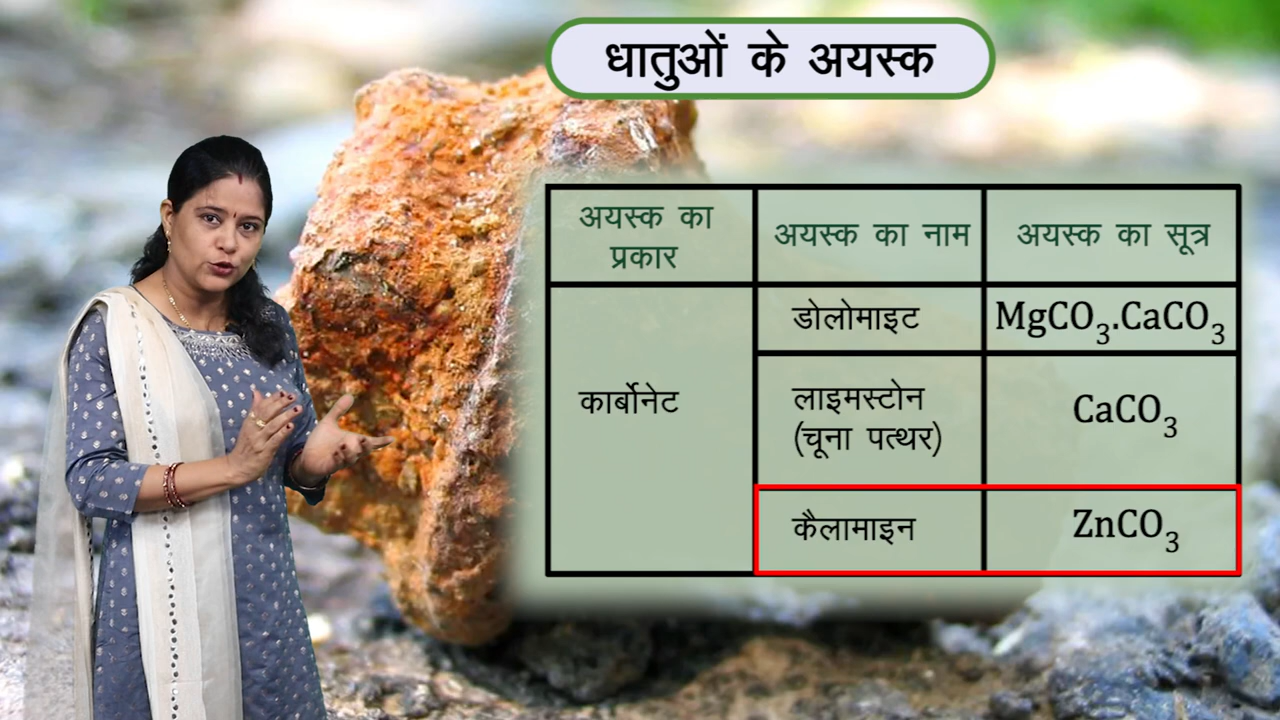 धातुओं के अयस्क
अयस्क का
प्रकार
अयस्क का नाम
अयस्क का सूत्र
कार्बोनेट
डोलोमाइट
MgCO₃.CaCO₃
लाइमस्टोन
(चूना पत्थर)
CaCO₃
कैलामाइन
ZnCO₃